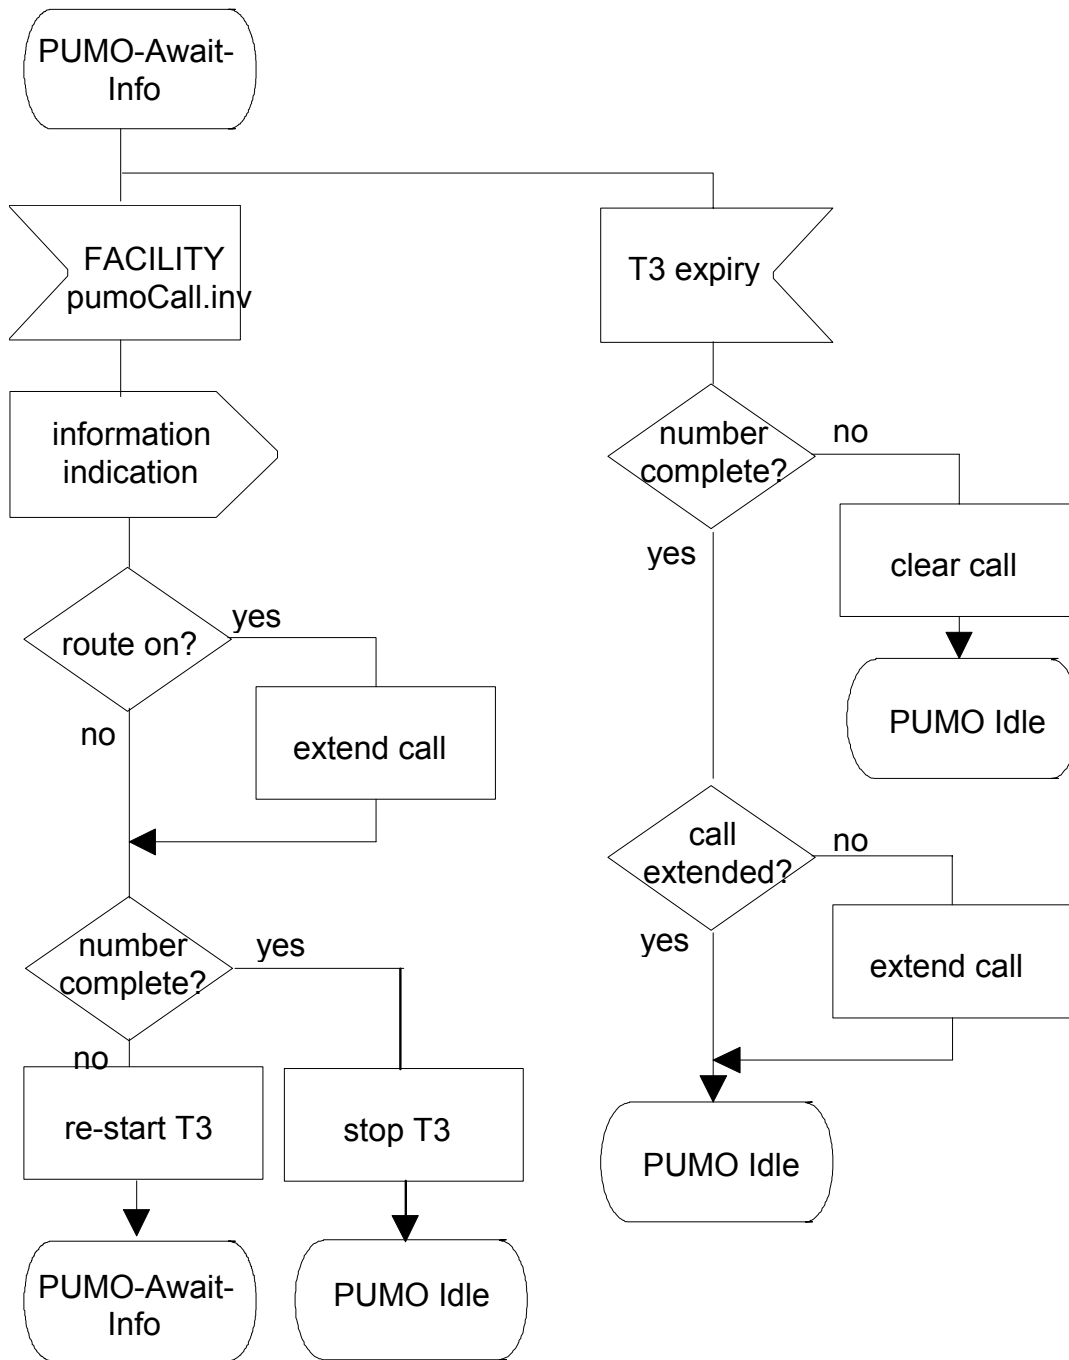 PUMO-Await-
Info
FACILITY
pumoCall.inv
information
indication
route on?
yes
no
extend call
number
complete?
yes
no
re-start T3
stop T3
PUMO-Await-
Info
PUMO Idle
T3 expiry
number
complete?
no
yes
clear call
PUMO Idle
call
extended?
no
yes
extend call
PUMO Idle